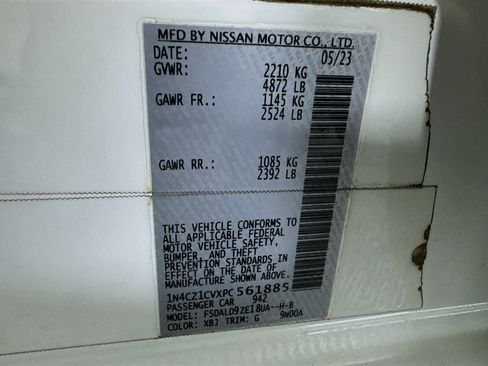 MFD BY NISSAN MOTOR CO., LTD.
DATE: 05/23
GVWR: 2210 KG
4872 LB
GAWR FR.: 1145 KG
2524 LB
GAWR RR.: 1085 KG
2392 LB
THIS VEHICLE CONFORMS TO
ALL APPLICABLE FEDERAL
MOTOR VEHICLE SAFETY,
BUMPER, AND THEFT
PREVENTION STANDARDS IN
EFFECT ON THE DATE OF
MANUFACTURE SHOWN ABOVE.
1N4CZ1CVXPC561885
PASSENGER CAR 942
MODEL: FSDALD9ZE18UA--H-B
COLOR: XBJ TRIM: G 9N00A